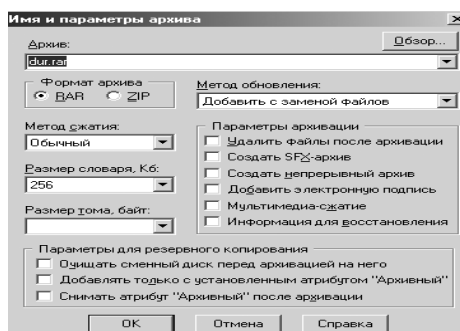 Имя и параметры архива
Архив:
Обзор...
dur.rar
Формат архива
RAR ZIP
Метод обновления:
Добавить с заменой файлов
Метод сжатия:
Обычный
Размер словаря, Кб:
256
Размер тома, байт:
Параметры архивации
Удалить файлы после архивации
Создать SFX-архив
Создать непрерывный архив
Добавить электронную подпись
Мультимедиа-сжатие
Информация для восстановления
Параметры для резервного копирования
Очищать сменный диск перед архивацией на него
Добавлять только с установленным атрибутом "Архивный"
Снимать атрибут "Архивный" после архивации
OK Отмена Справка